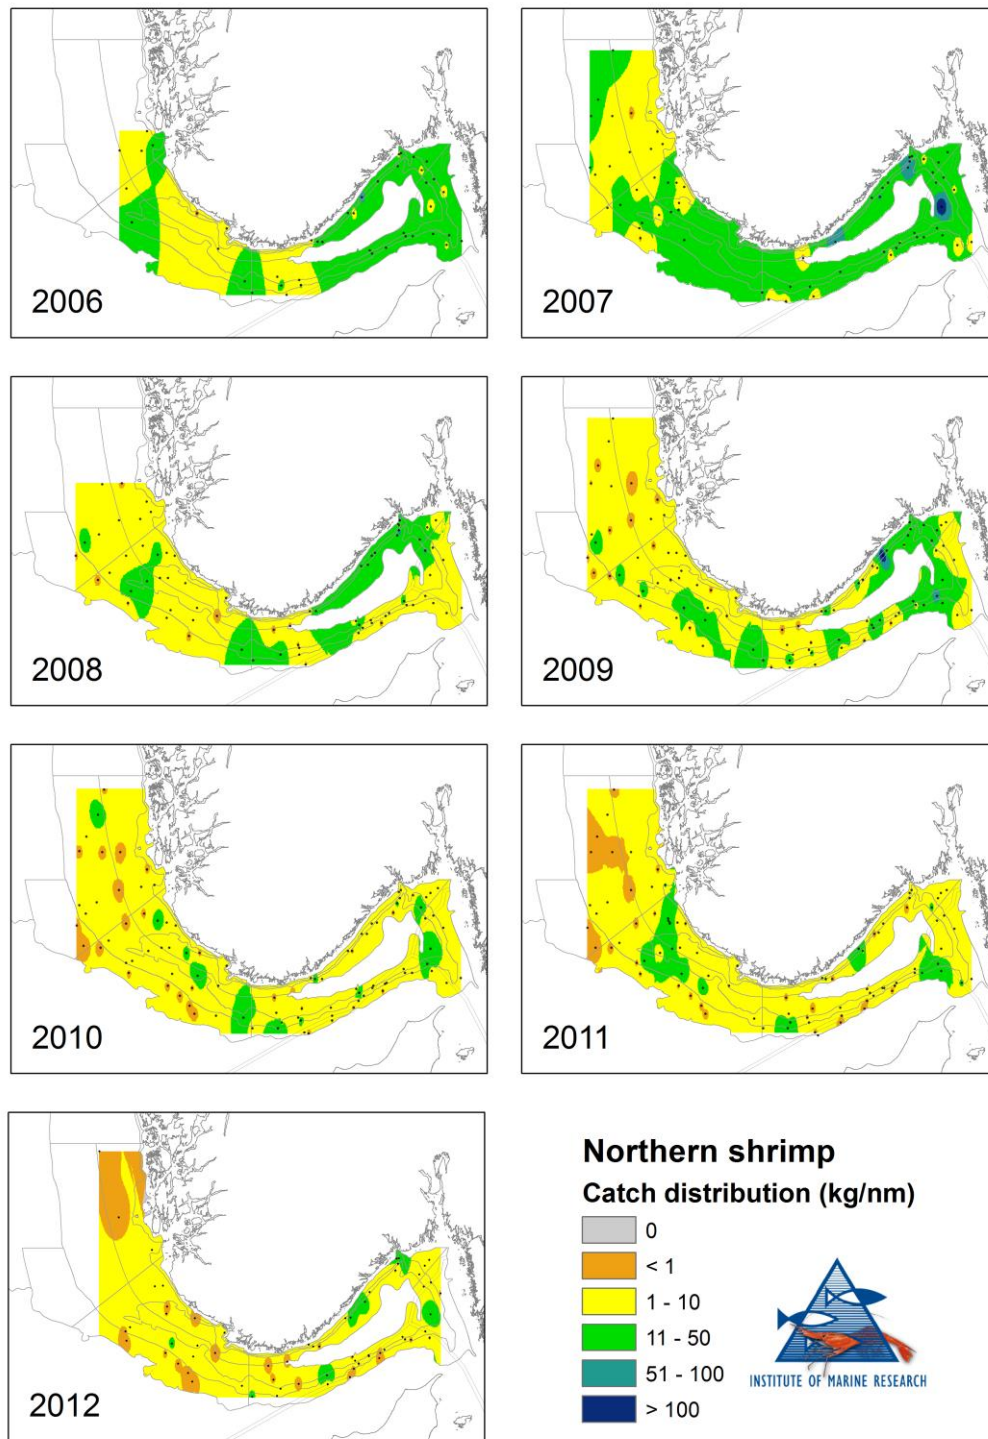 2006
2007
2008
2009
2010
2011
2012
Northern shrimp
Catch distribution (kg/nm)
0
< 1
1 - 10
11 - 50
51 - 100
> 100
INSTITUTE OF MARINE RESEARCH